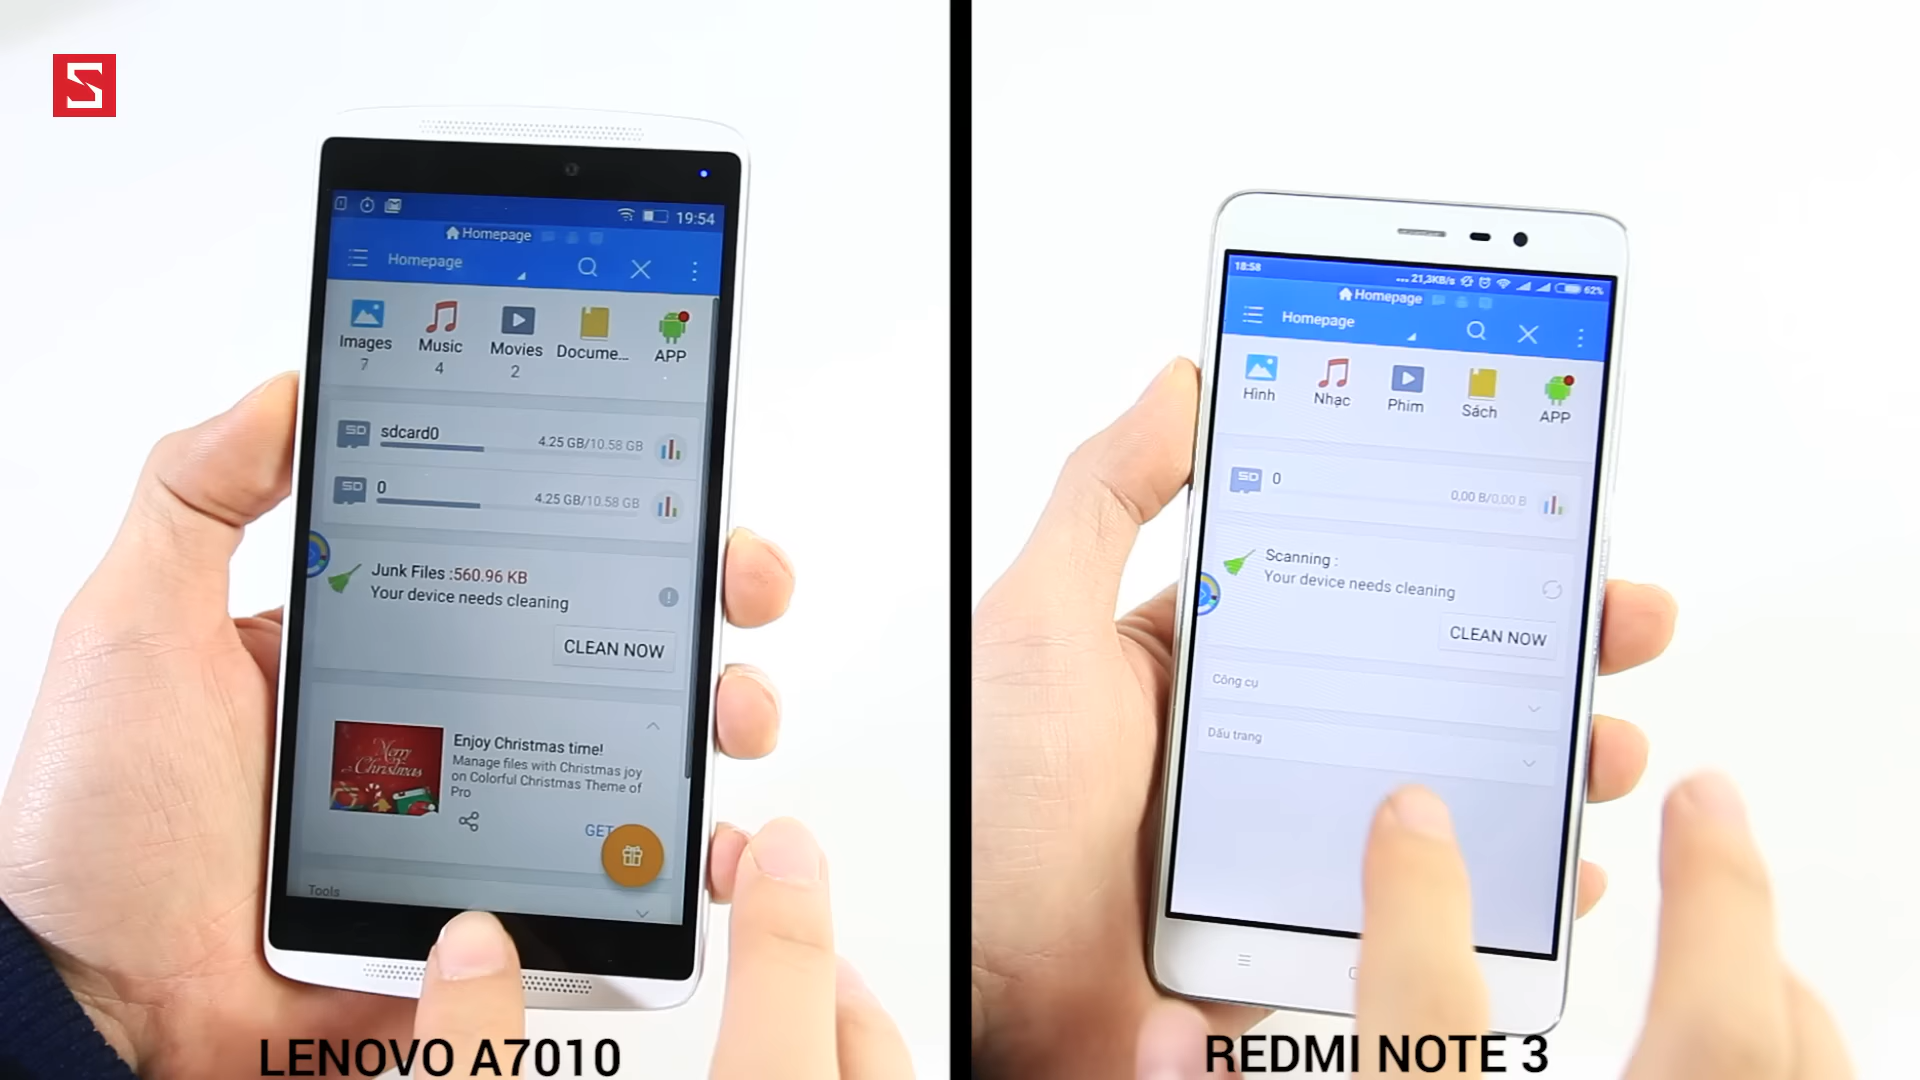 S
19:54
Homepage
Homepage
Images
7
Music
4
Movies
2
Docume...
APP
SD
sdcard0
4.25 GB/10.58 GB
SD
0
4.25 GB/10.58 GB
Junk Files :560.96 KB
Your device needs cleaning
CLEAN NOW
Merry
Christmas
Enjoy Christmas time!
Manage files with Christmas joy
on Colorful Christmas Theme of
Pro
GET
Tools
LENOVO A7010
18:58
... 21,3KB/s
62%
Homepage
Homepage
Hình
Nhạc
Phim
Sách
APP
SD
0
0,00 B/0,00 B
Scanning :
Your device needs cleaning
CLEAN NOW
Công cụ
Dấu trang
REDMI NOTE 3